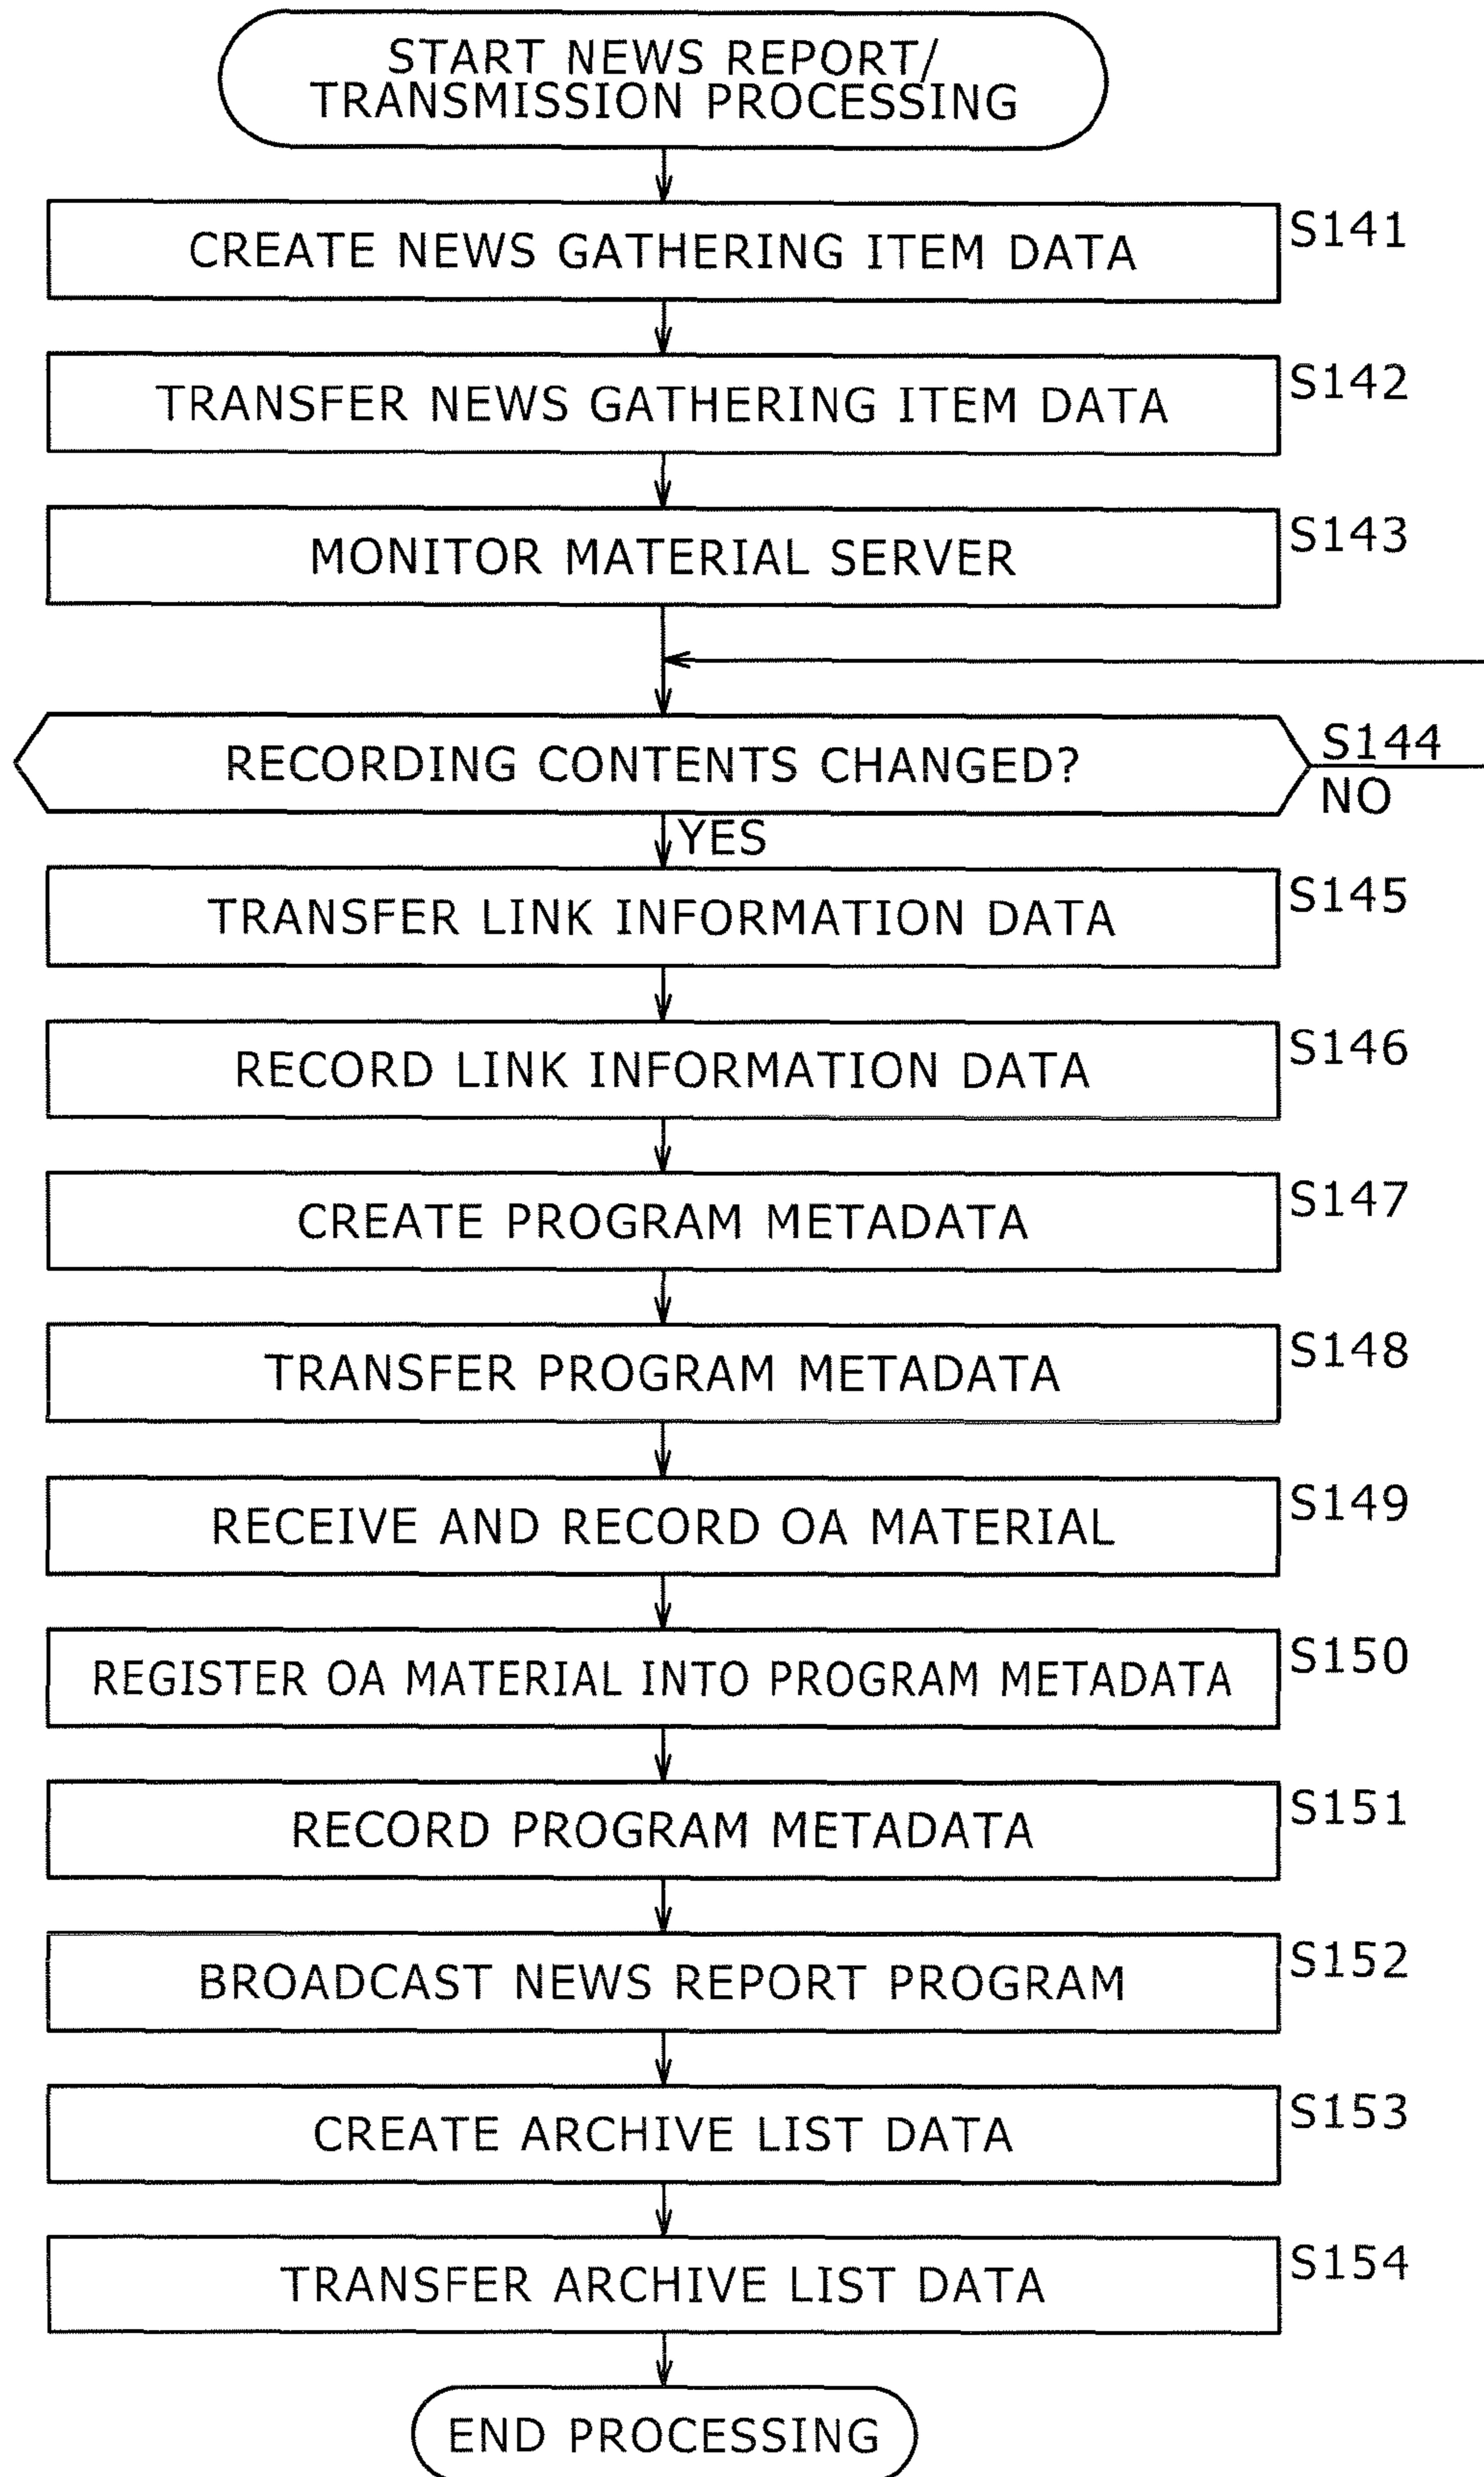 START NEWS REPORT/
TRANSMISSION PROCESSING
CREATE NEWS GATHERING ITEM DATA
S141
TRANSFER NEWS GATHERING ITEM DATA
S142
MONITOR MATERIAL SERVER
S143
RECORDING CONTENTS CHANGED?
S144
NO
YES
TRANSFER LINK INFORMATION DATA
S145
RECORD LINK INFORMATION DATA
S146
CREATE PROGRAM METADATA
S147
TRANSFER PROGRAM METADATA
S148
RECEIVE AND RECORD OA MATERIAL
S149
REGISTER OA MATERIAL INTO PROGRAM METADATA
S150
RECORD PROGRAM METADATA
S151
BROADCAST NEWS REPORT PROGRAM
S152
CREATE ARCHIVE LIST DATA
S153
TRANSFER ARCHIVE LIST DATA
S154
END PROCESSING